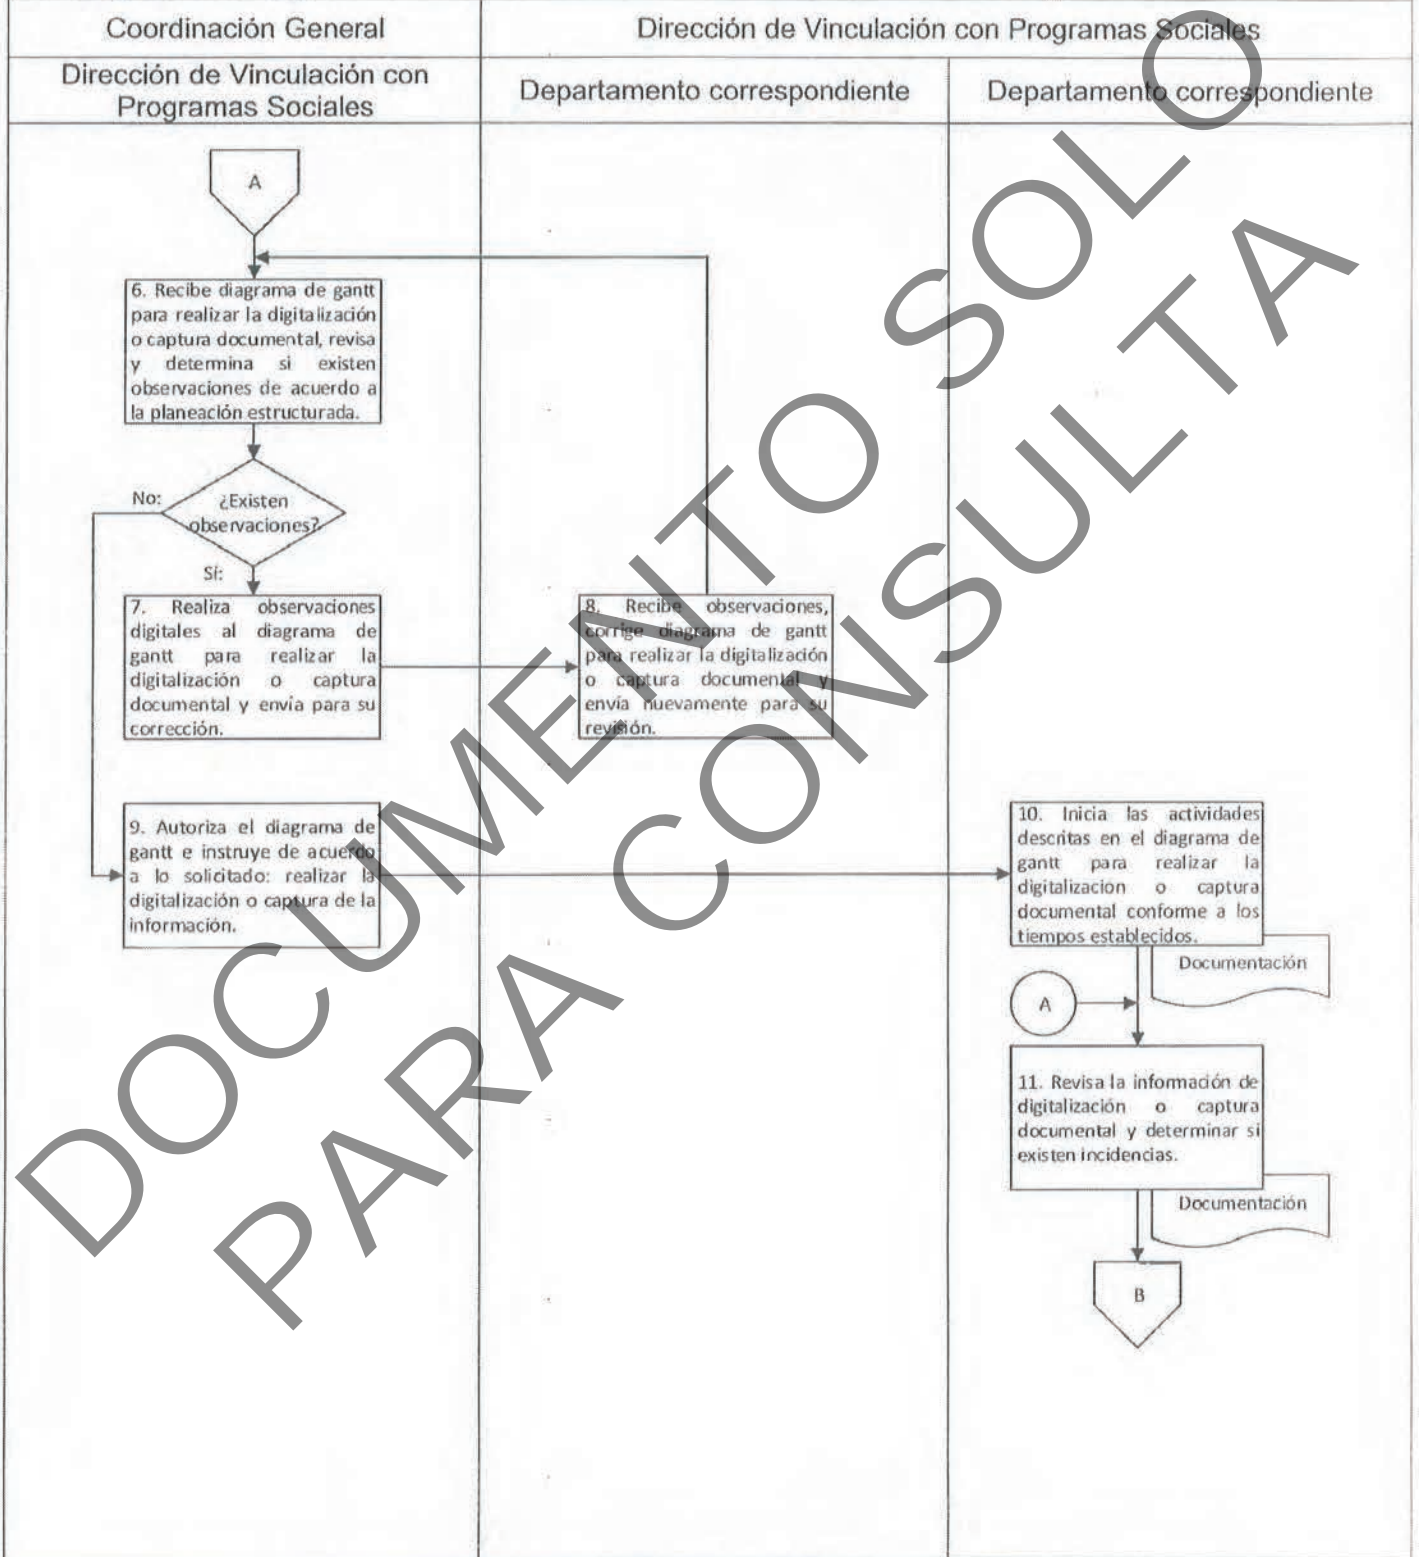 Coordinación General
Dirección de Vinculación con Programas Sociales
Dirección de Vinculación con
Programas Sociales
Departamento correspondiente
Departamento correspondiente
A
6. Recibe diagrama de gantt
para realizar la digitalización
o captura documental, revisa
y determina si existen
observaciones de acuerdo a
la planeación estructurada.
No:
¿Existen
observaciones?
Sí:
7. Realiza observaciones
digitales al diagrama de
gantt para realizar la
digitalización o captura
documental y envía para su
corrección.
8. Recibe observaciones,
corrige diagrama de gantt
para realizar la digitalización
o captura documental y
envía nuevamente para su
revisión.
9. Autoriza el diagrama de
gantt e instruye de acuerdo
a lo solicitado: realizar la
digitalización o captura de la
información.
10. Inicia las actividades
descritas en el diagrama de
gantt para realizar la
digitalización o captura
documental conforme a los
tiempos establecidos.
Documentación
A
11. Revisa la información de
digitalización o captura
documental y determinar si
existen incidencias.
Documentación
B
DOCUMENTO SOLO
PARA CONSULTA